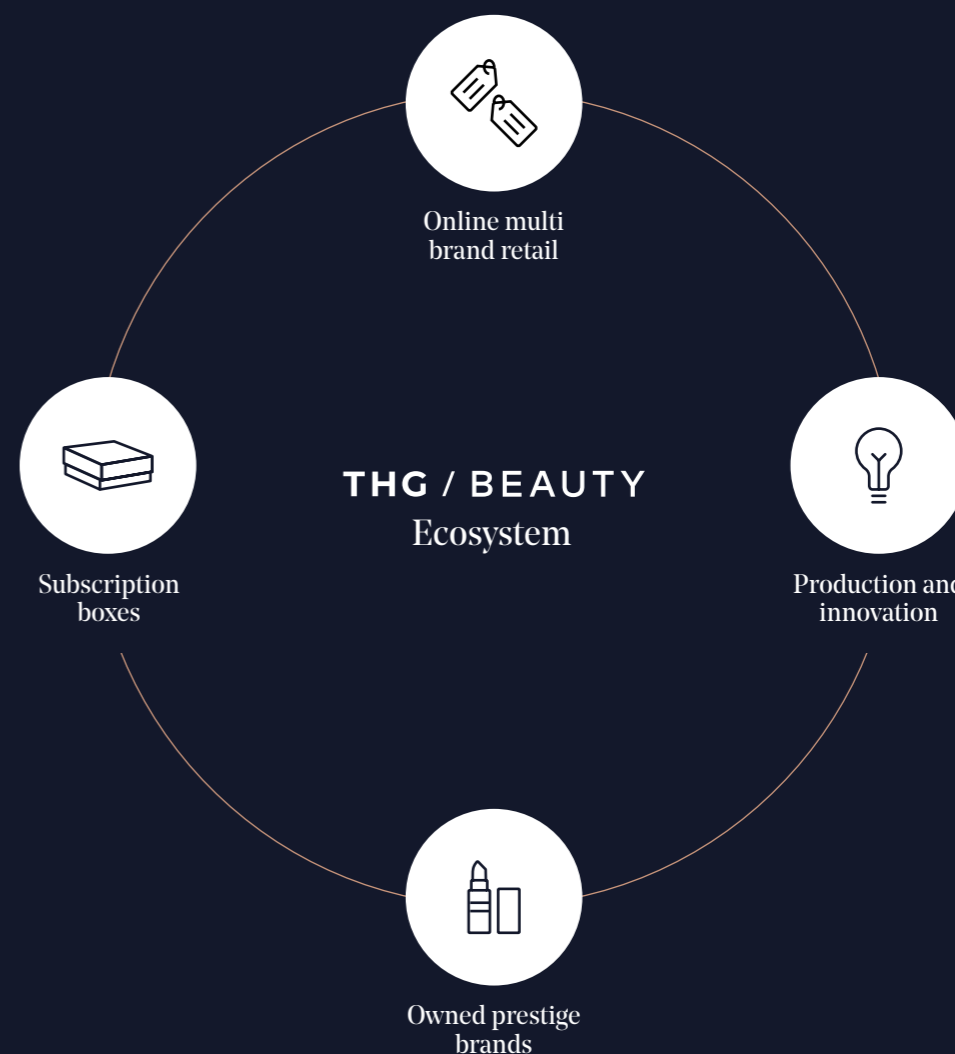 Online multi
brand retail
THG / BEAUTY
Ecosystem
Subscription
boxes
Production and
innovation
Owned prestige
brands